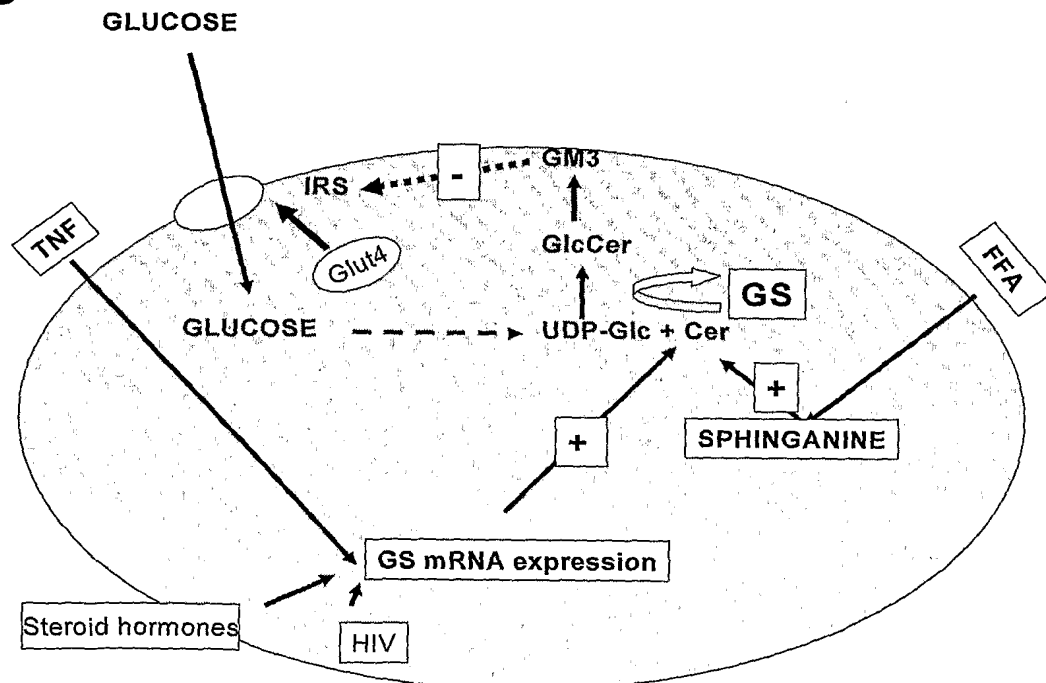 GLUCOSE
GM3
-
IRS
TNF
GlcCer
Glut4
FFA
GS
GLUCOSE
UDP-Glc + Cer
+
+
SPHINGANINE
GS mRNA expression
Steroid hormones
HIV